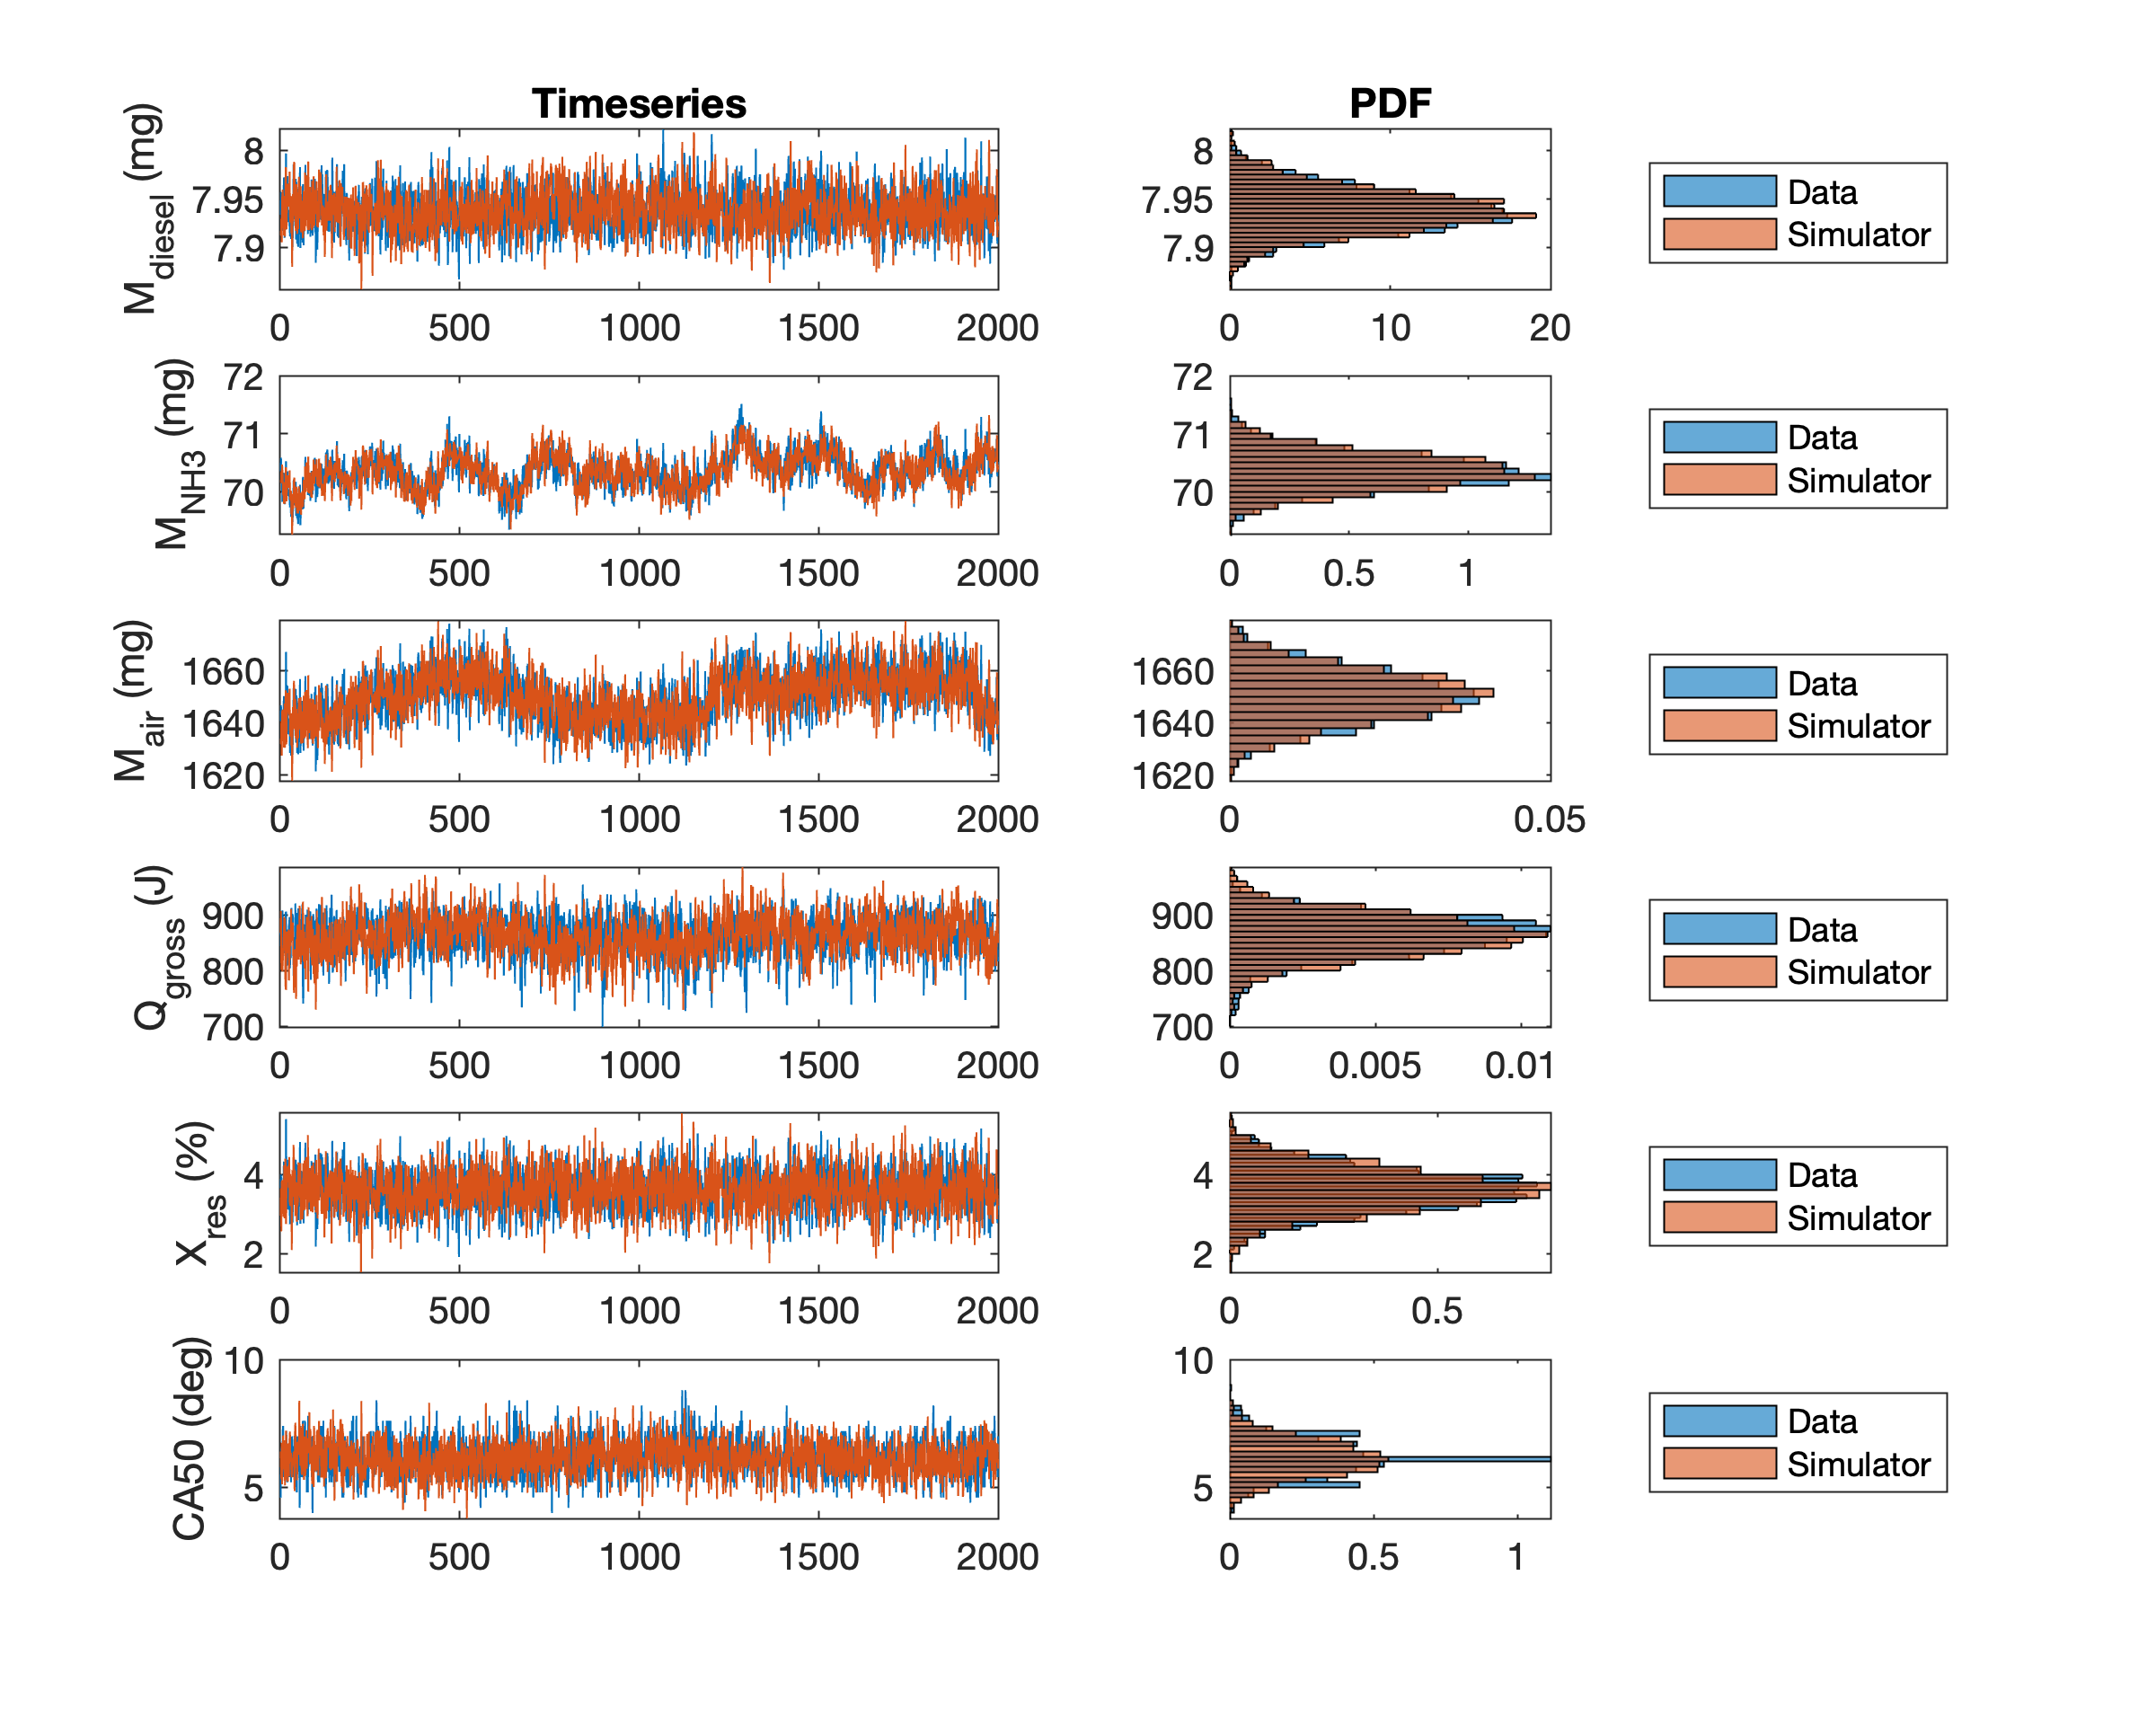 Timeseries
PDF
M_diesel (mg)
8
7.95
7.9
0 500 1000 1500 2000
8
7.95
7.9
0 10 20
Data
Simulator
M_NH3 (mg)
72
71
70
0 500 1000 1500 2000
72
71
70
0 0.5 1
Data
Simulator
M_air (mg)
1660
1640
1620
0 500 1000 1500 2000
1660
1640
1620
0 0.05
Data
Simulator
Q_gross (J)
900
800
700
0 500 1000 1500 2000
900
800
700
0 0.005 0.01
Data
Simulator
X_res (%)
4
2
0 500 1000 1500 2000
4
2
0 0.5
Data
Simulator
CA50 (deg)
10
5
0 500 1000 1500 2000
10
5
0 0.5 1
Data
Simulator